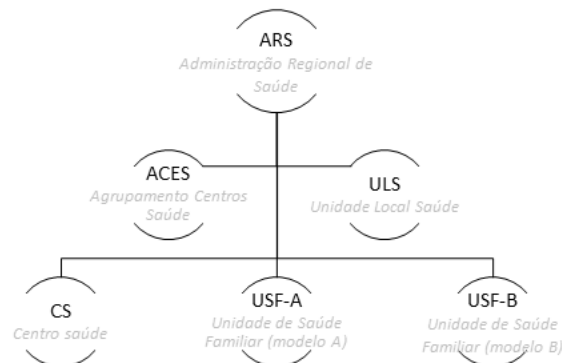 ARS
Administração Regional de
Saúde
ACES
Agrupamento Centros
Saúde
ULS
Unidade Local Saúde
CS
Centro saúde
USF-A
Unidade de Saúde
Familiar (modelo A)
USF-B
Unidade de Saúde
Familiar (modelo B)